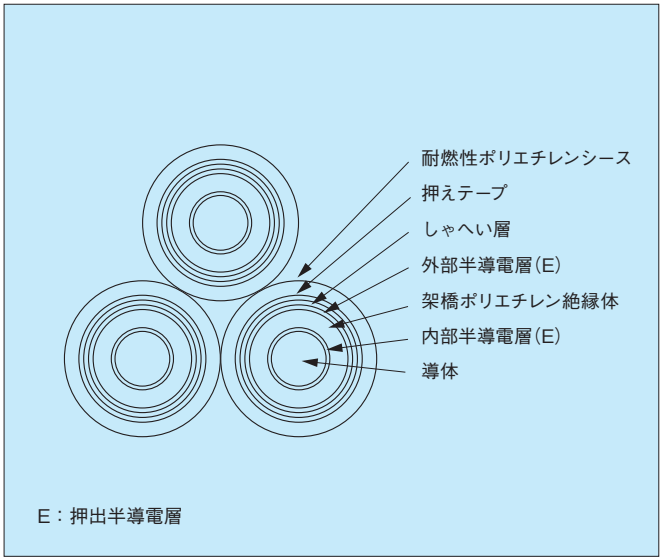 耐燃性ポリエチレンシース
押えテープ
しゃへい層
外部半導電層(E)
架橋ポリエチレン絶縁体
内部半導電層(E)
導体
E：押出半導電層